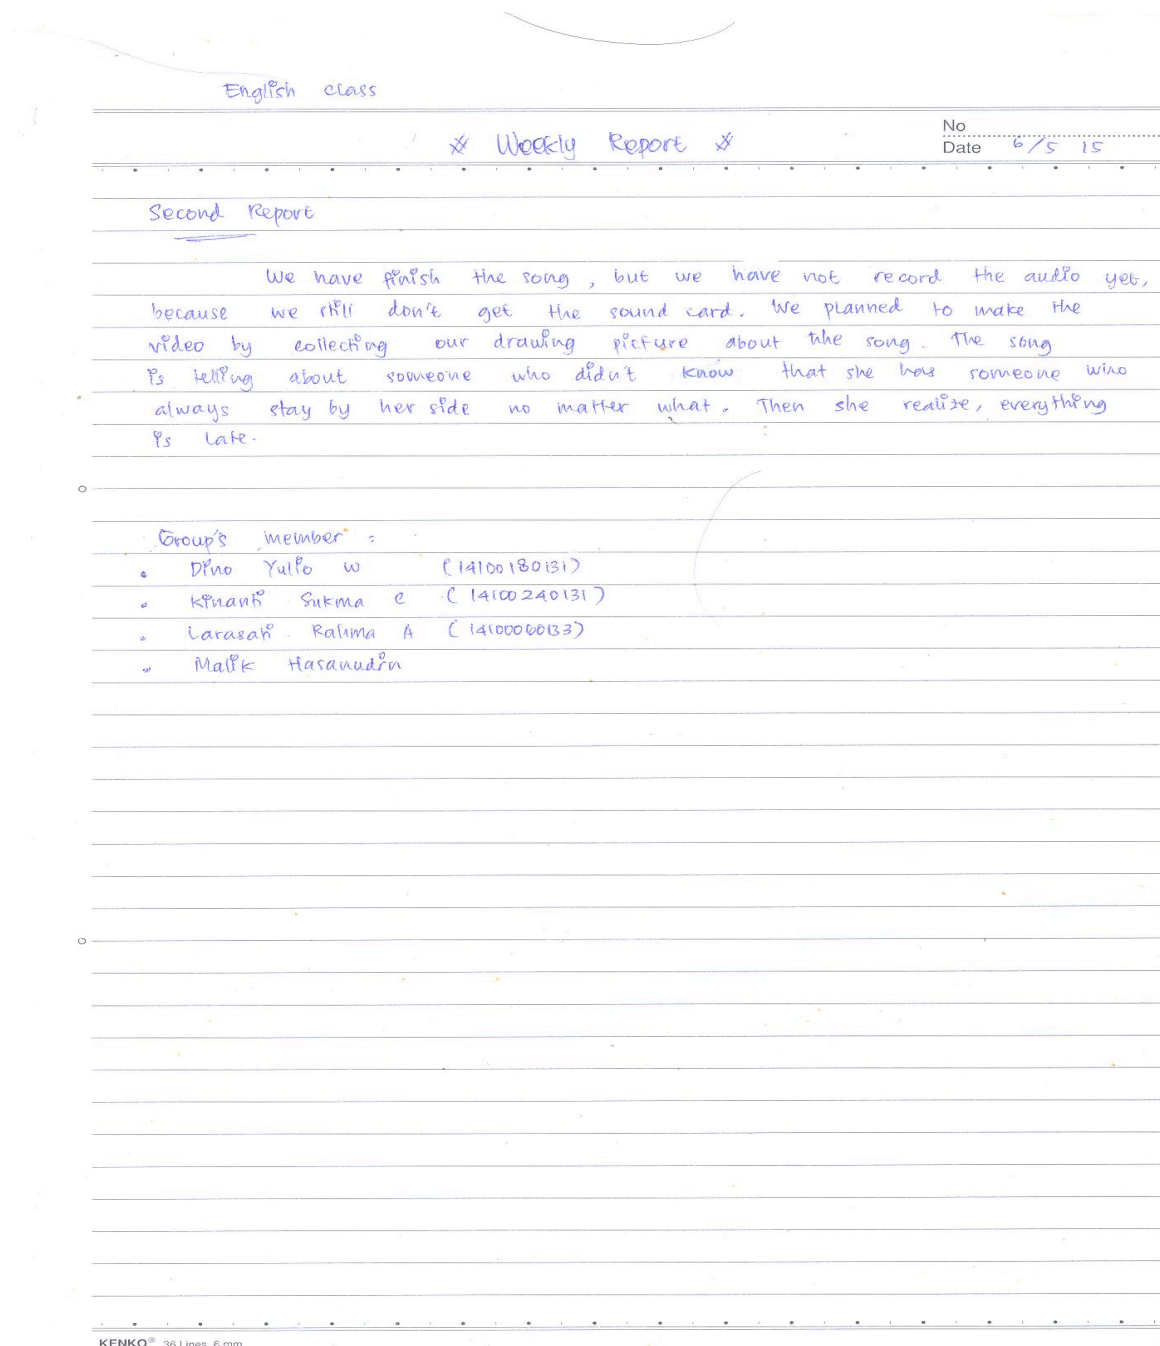 English class
No
Weekly Report
Date 6/5 15
Second Report
We have finish the song, but we have not record the audio yet,
because we still don't get the sound card. We planned to make the
video by collecting our drawing picture about the song. The song
is telling about someone who didn't know that she has someone who
always stay by her side no matter what. Then she realize, everything
is late.
Group's member :
• Dino Yulio W (14100180131)
• Kinanti Sukma C (14100240131)
• Larasati Rahma A (14100060133)
• Malik Hasanudin
KENKO® 36 Lines, 6 mm